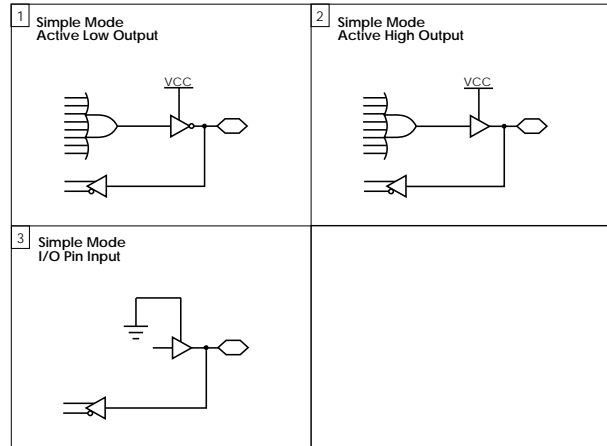 1
Simple Mode
Active Low Output
VCC
2
Simple Mode
Active High Output
VCC
3
Simple Mode
I/O Pin Input